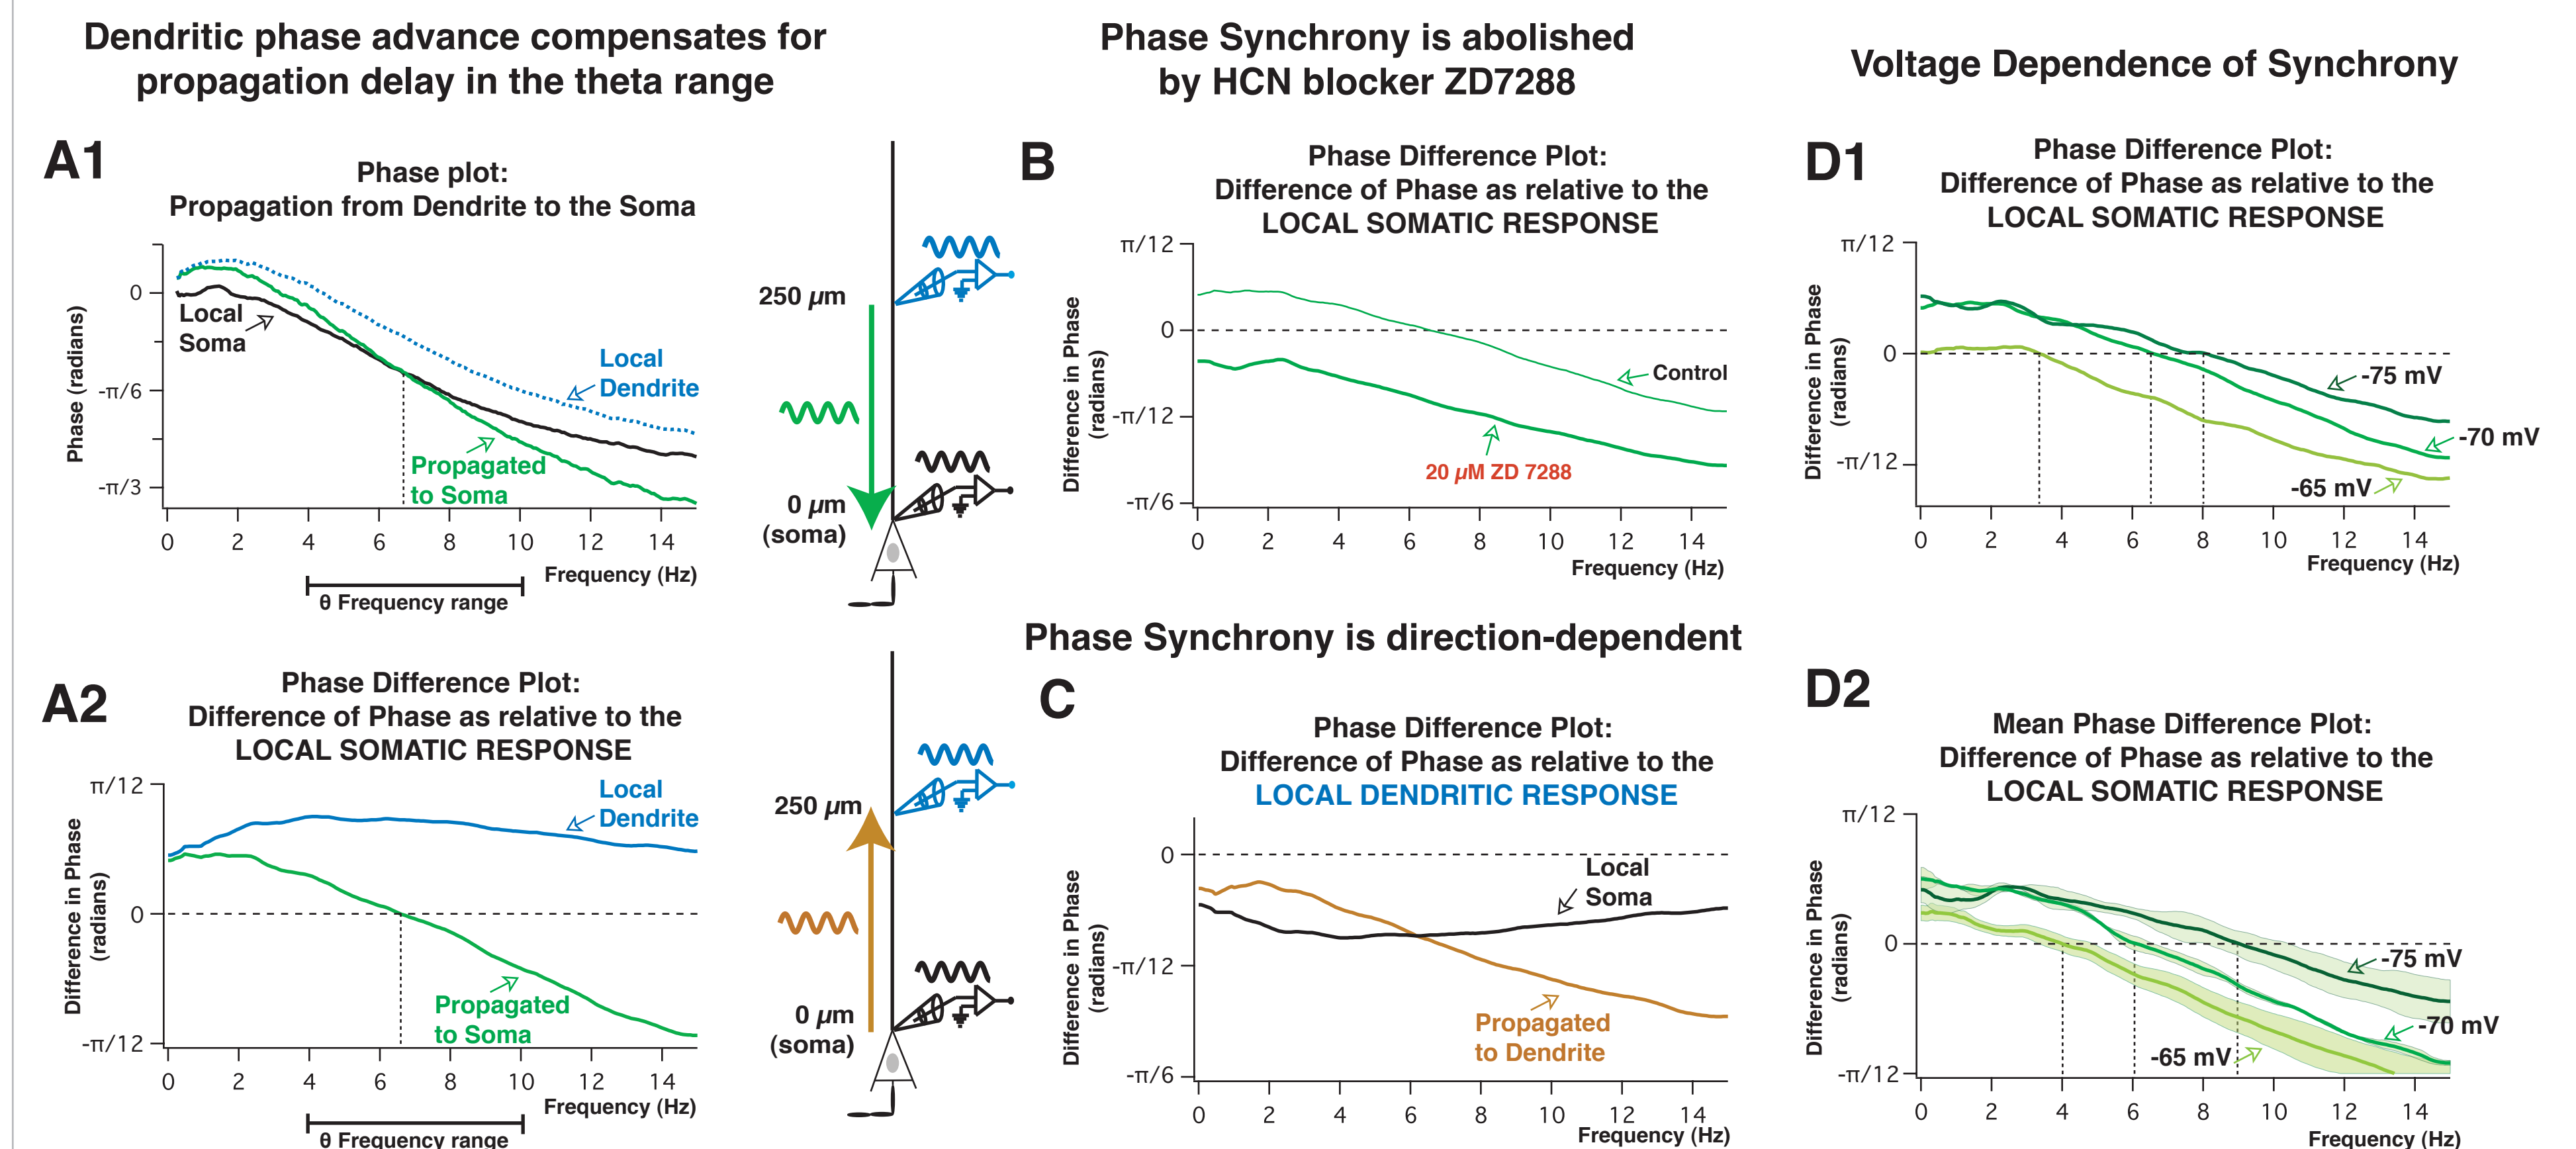 Dendritic phase advance compensates for
propagation delay in the theta range
Phase Synchrony is abolished
by HCN blocker ZD7288
Voltage Dependence of Synchrony
A1
Phase plot:
Propagation from Dendrite to the Soma
Phase (radians)
0
-π/6
-π/3
Local
Soma
Local
Dendrite
Propagated
to Soma
0 2 4 6 8 10 12 14
Frequency (Hz)
θ Frequency range
250 µm
0 µm
(soma)
B
Phase Difference Plot:
Difference of Phase as relative to the
LOCAL SOMATIC RESPONSE
Difference in Phase
(radians)
π/12
0
-π/12
-π/6
Control
20 µM ZD 7288
0 2 4 6 8 10 12 14
Frequency (Hz)
D1
Phase Difference Plot:
Difference of Phase as relative to the
LOCAL SOMATIC RESPONSE
Difference in Phase
(radians)
π/12
0
-π/12
-75 mV
-70 mV
-65 mV
0 2 4 6 8 10 12 14
Frequency (Hz)
A2
Phase Difference Plot:
Difference of Phase as relative to the
LOCAL SOMATIC RESPONSE
Difference in Phase
(radians)
π/12
0
-π/12
Local
Dendrite
Propagated
to Soma
0 2 4 6 8 10 12 14
Frequency (Hz)
θ Frequency range
250 µm
0 µm
(soma)
Phase Synchrony is direction-dependent
C
Phase Difference Plot:
Difference of Phase as relative to the
LOCAL DENDRITIC RESPONSE
Difference in Phase
(radians)
0
-π/12
-π/6
Local
Soma
Propagated
to Dendrite
0 2 4 6 8 10 12 14
Frequency (Hz)
D2
Mean Phase Difference Plot:
Difference of Phase as relative to the
LOCAL SOMATIC RESPONSE
Difference in Phase
(radians)
π/12
0
-π/12
-75 mV
-70 mV
-65 mV
0 2 4 6 8 10 12 14
Frequency (Hz)